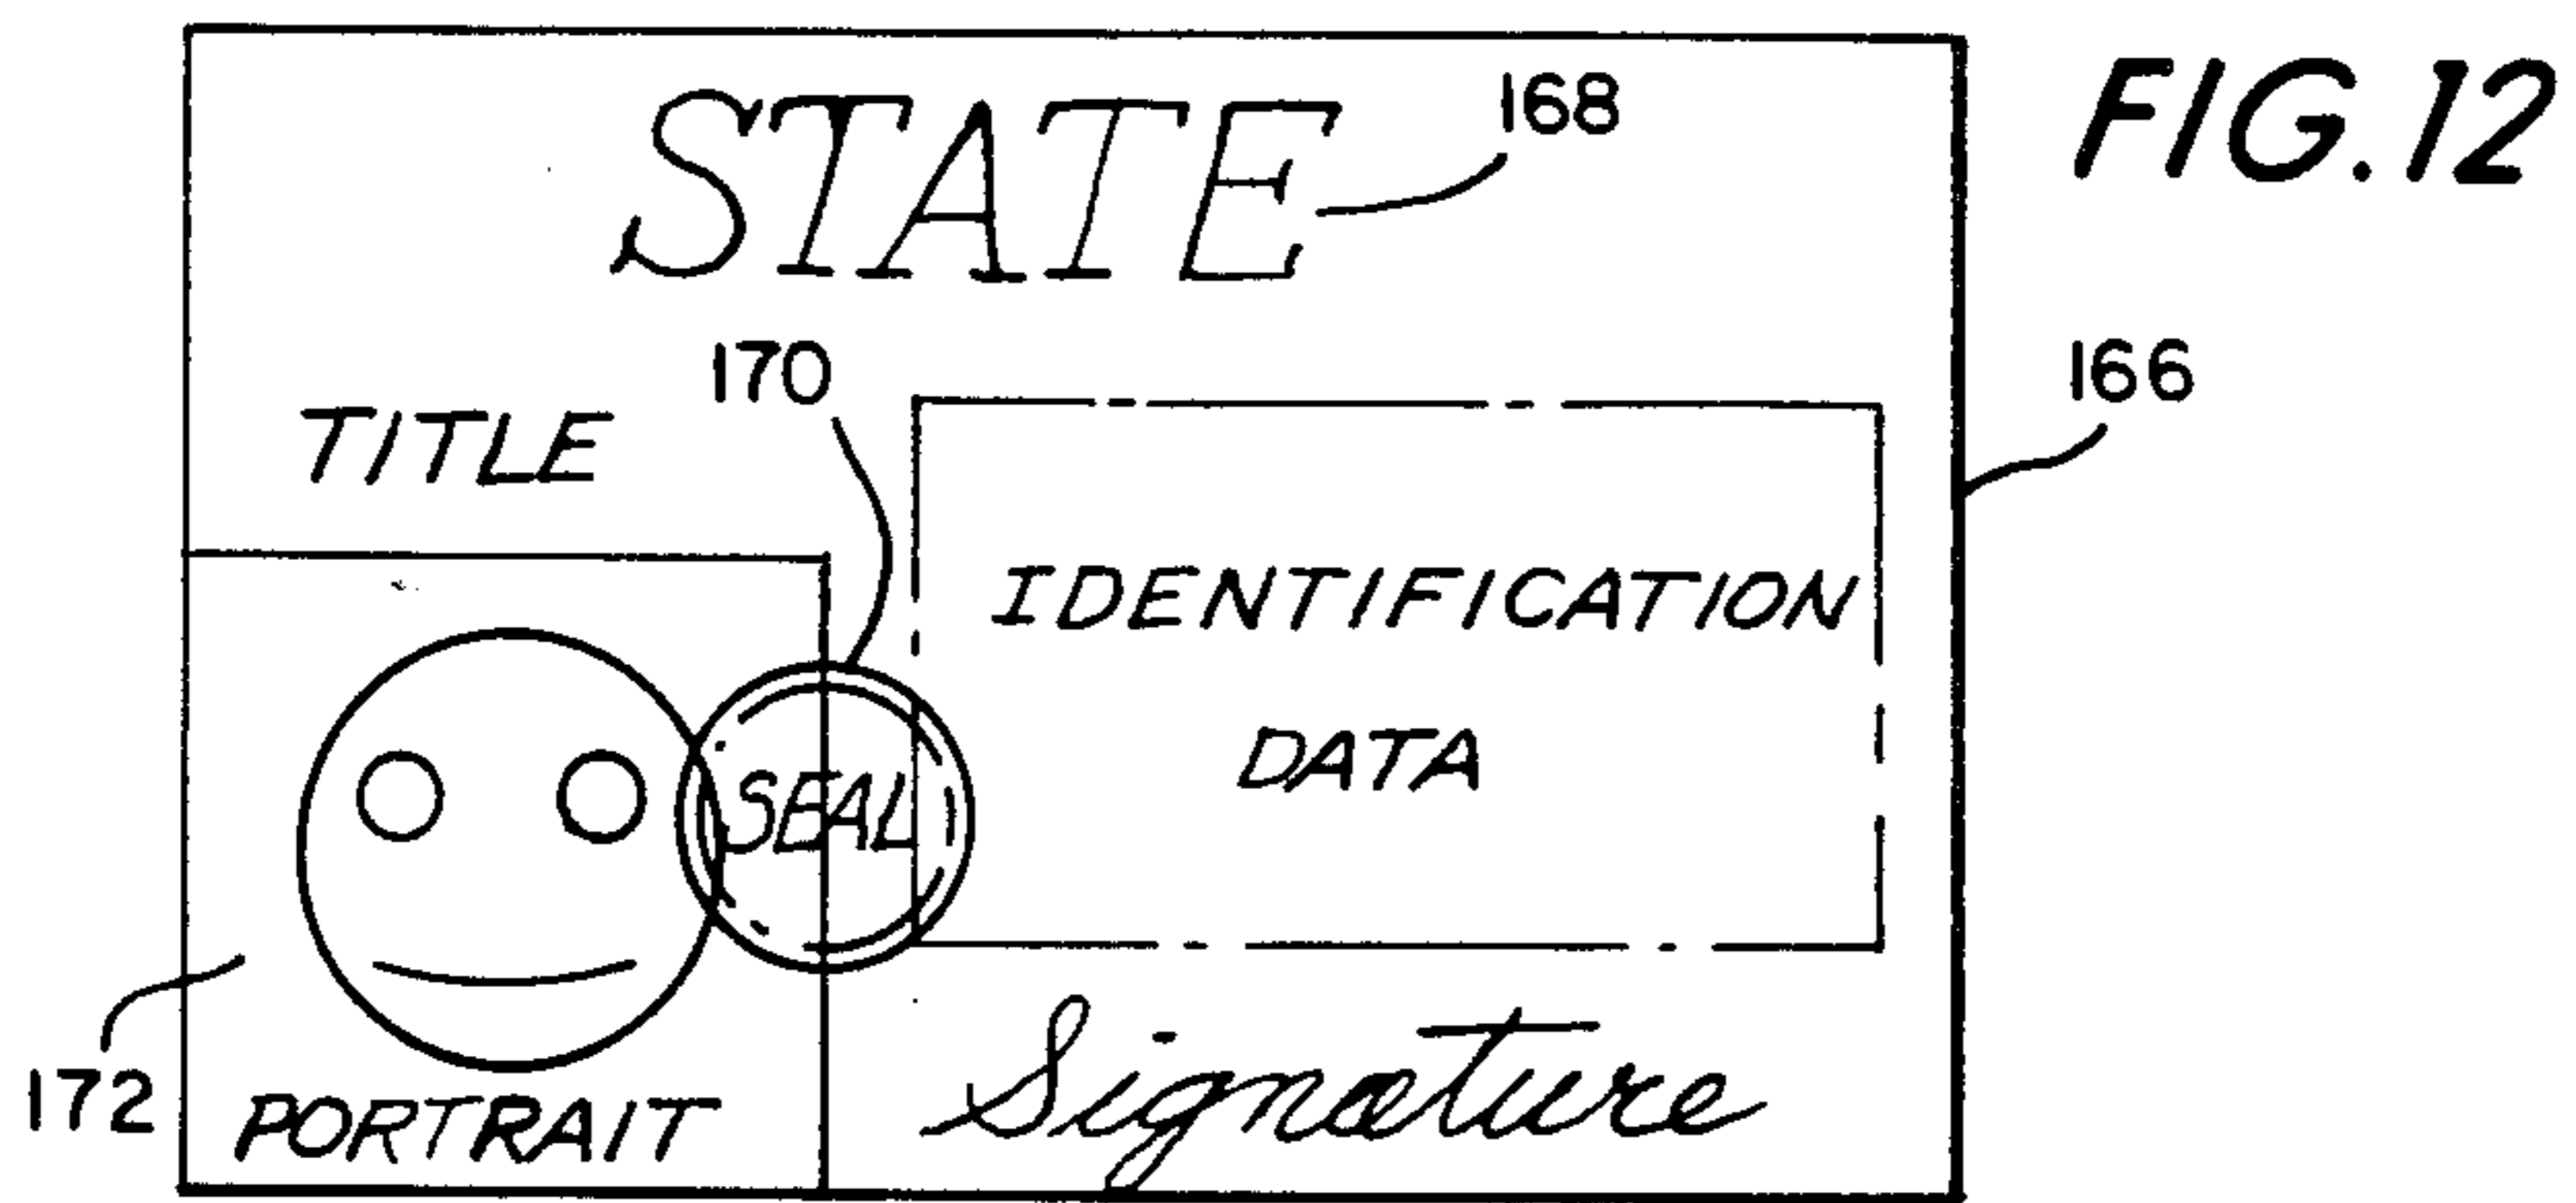 FIG. 12
STATE
168
170
166
TITLE
IDENTIFICATION
DATA
SEAL
172
PORTRAIT
Signature